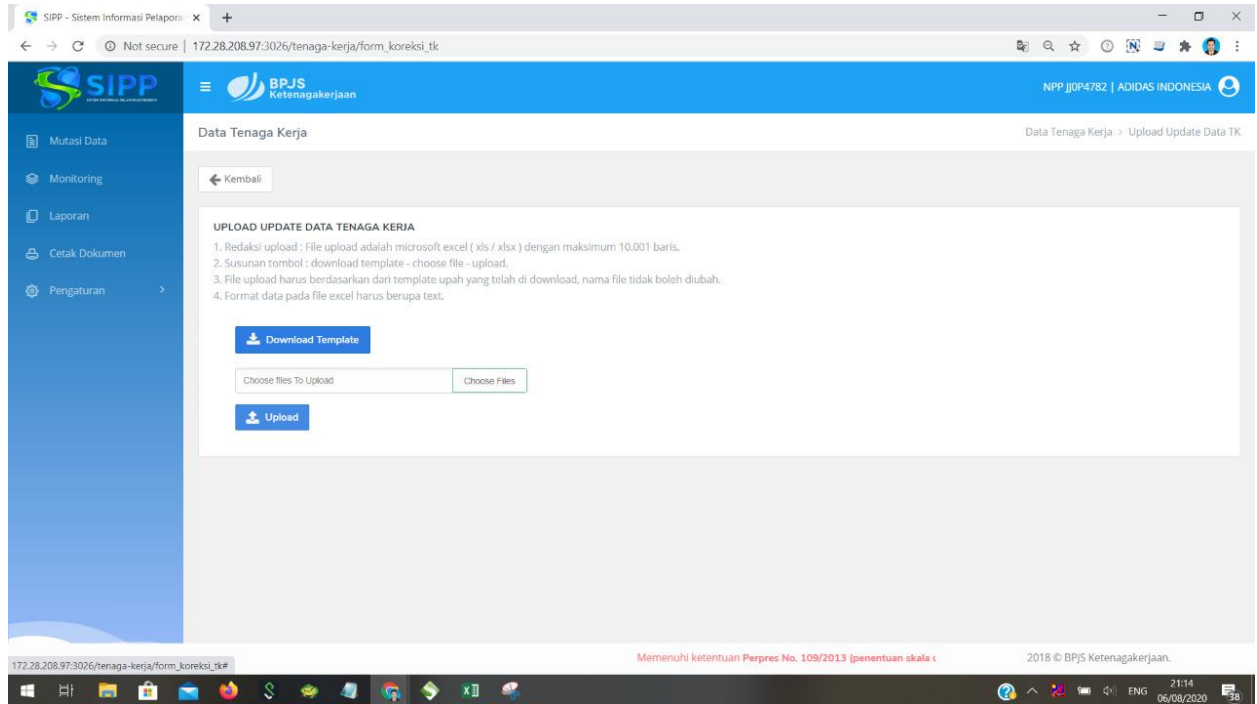 SIPP - Sistem Informasi Pelapora
Not secure | 172.28.208.97:3026/tenaga-kerja/form_koreksi_tk
SIPP
BPJS
Ketenagakerjaan
NPP JJ0P4782 | ADIDAS INDONESIA
Mutasi Data
Monitoring
Laporan
Cetak Dokumen
Pengaturan
Data Tenaga Kerja
Data Tenaga Kerja > Upload Update Data TK
Kembali
UPLOAD UPDATE DATA TENAGA KERJA
1. Redaksi upload : File upload adalah microsoft excel ( xls / xlsx ) dengan maksimum 10.001 baris.
2. Susunan tombol : download template - choose file - upload.
3. File upload harus berdasarkan dari template upah yang telah di download, nama file tidak boleh diubah.
4. Format data pada file excel harus berupa text.
Download Template
Choose files To Upload
Choose Files
Upload
Memenuhi ketentuan Perpres No. 109/2013 (penentuan skala u
2018 © BPJS Ketenagakerjaan.
172.28.208.97:3026/tenaga-kerja/form_koreksi_tk#
ENG
21:14
06/08/2020
38